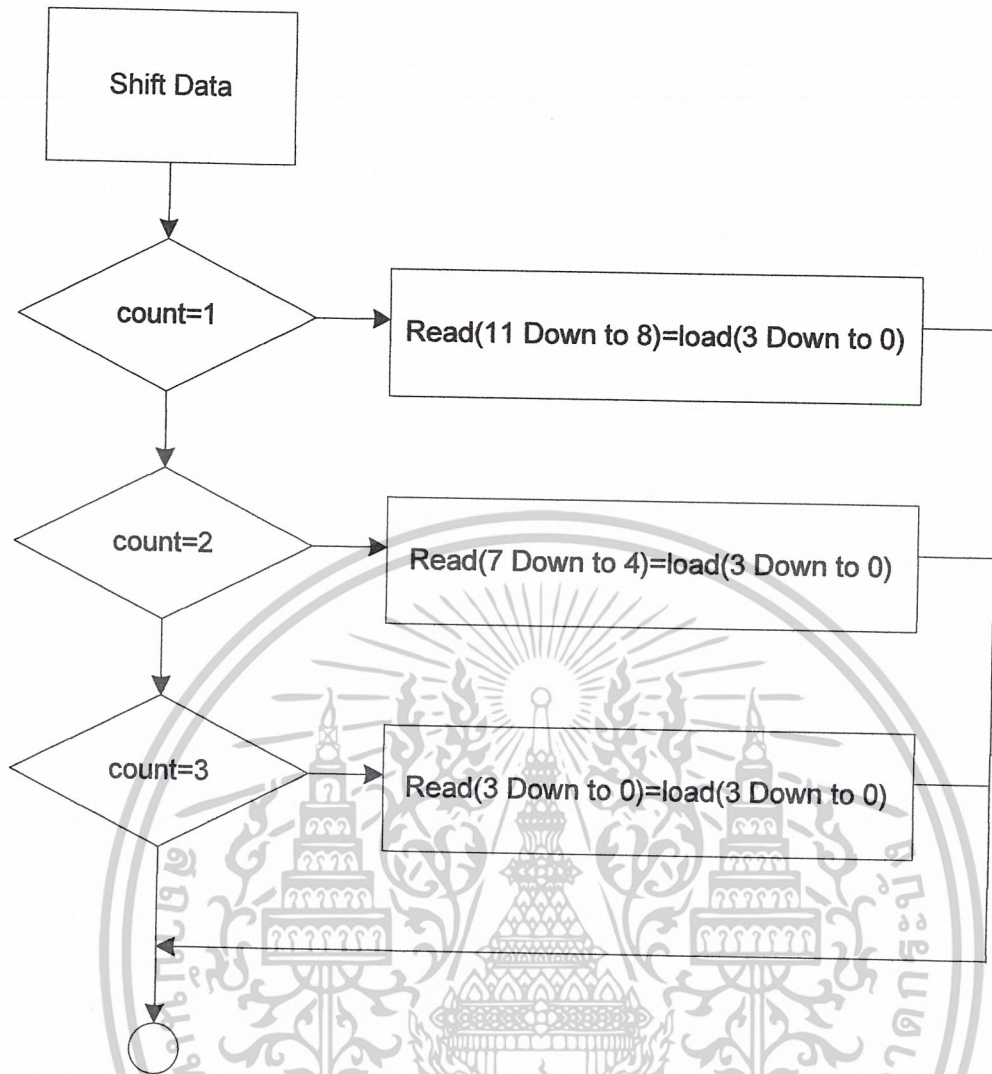 Shift Data
count=1
Read(11 Down to 8)=load(3 Down to 0)
count=2
Read(7 Down to 4)=load(3 Down to 0)
count=3
Read(3 Down to 0)=load(3 Down to 0)